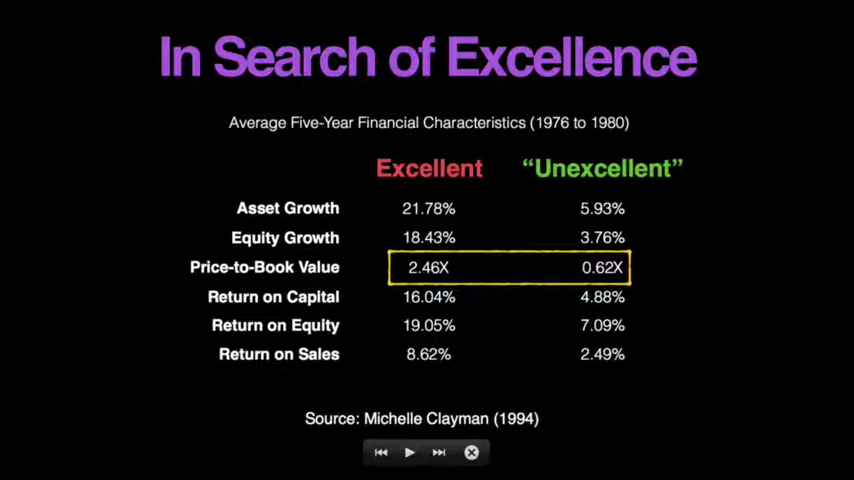 In Search of Excellence
Average Five-Year Financial Characteristics (1976 to 1980)
Excellent “Unexcellent”
Asset Growth 21.78% 5.93%
Equity Growth 18.43% 3.76%
Price-to-Book Value 2.46X 0.62X
Return on Capital 16.04% 4.88%
Return on Equity 19.05% 7.09%
Return on Sales 8.62% 2.49%
Source: Michelle Clayman (1994)